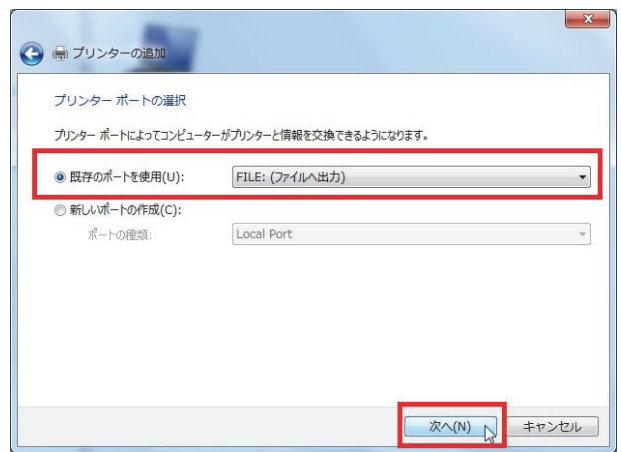 プリンターの追加
プリンター ポートの選択
プリンター ポートによってコンピューターがプリンターと情報を交換できるようになります。
既存のポートを使用(U): FILE: (ファイルへ出力)
新しいポートの作成(C):
ポートの種類: Local Port
次へ(N) キャンセル